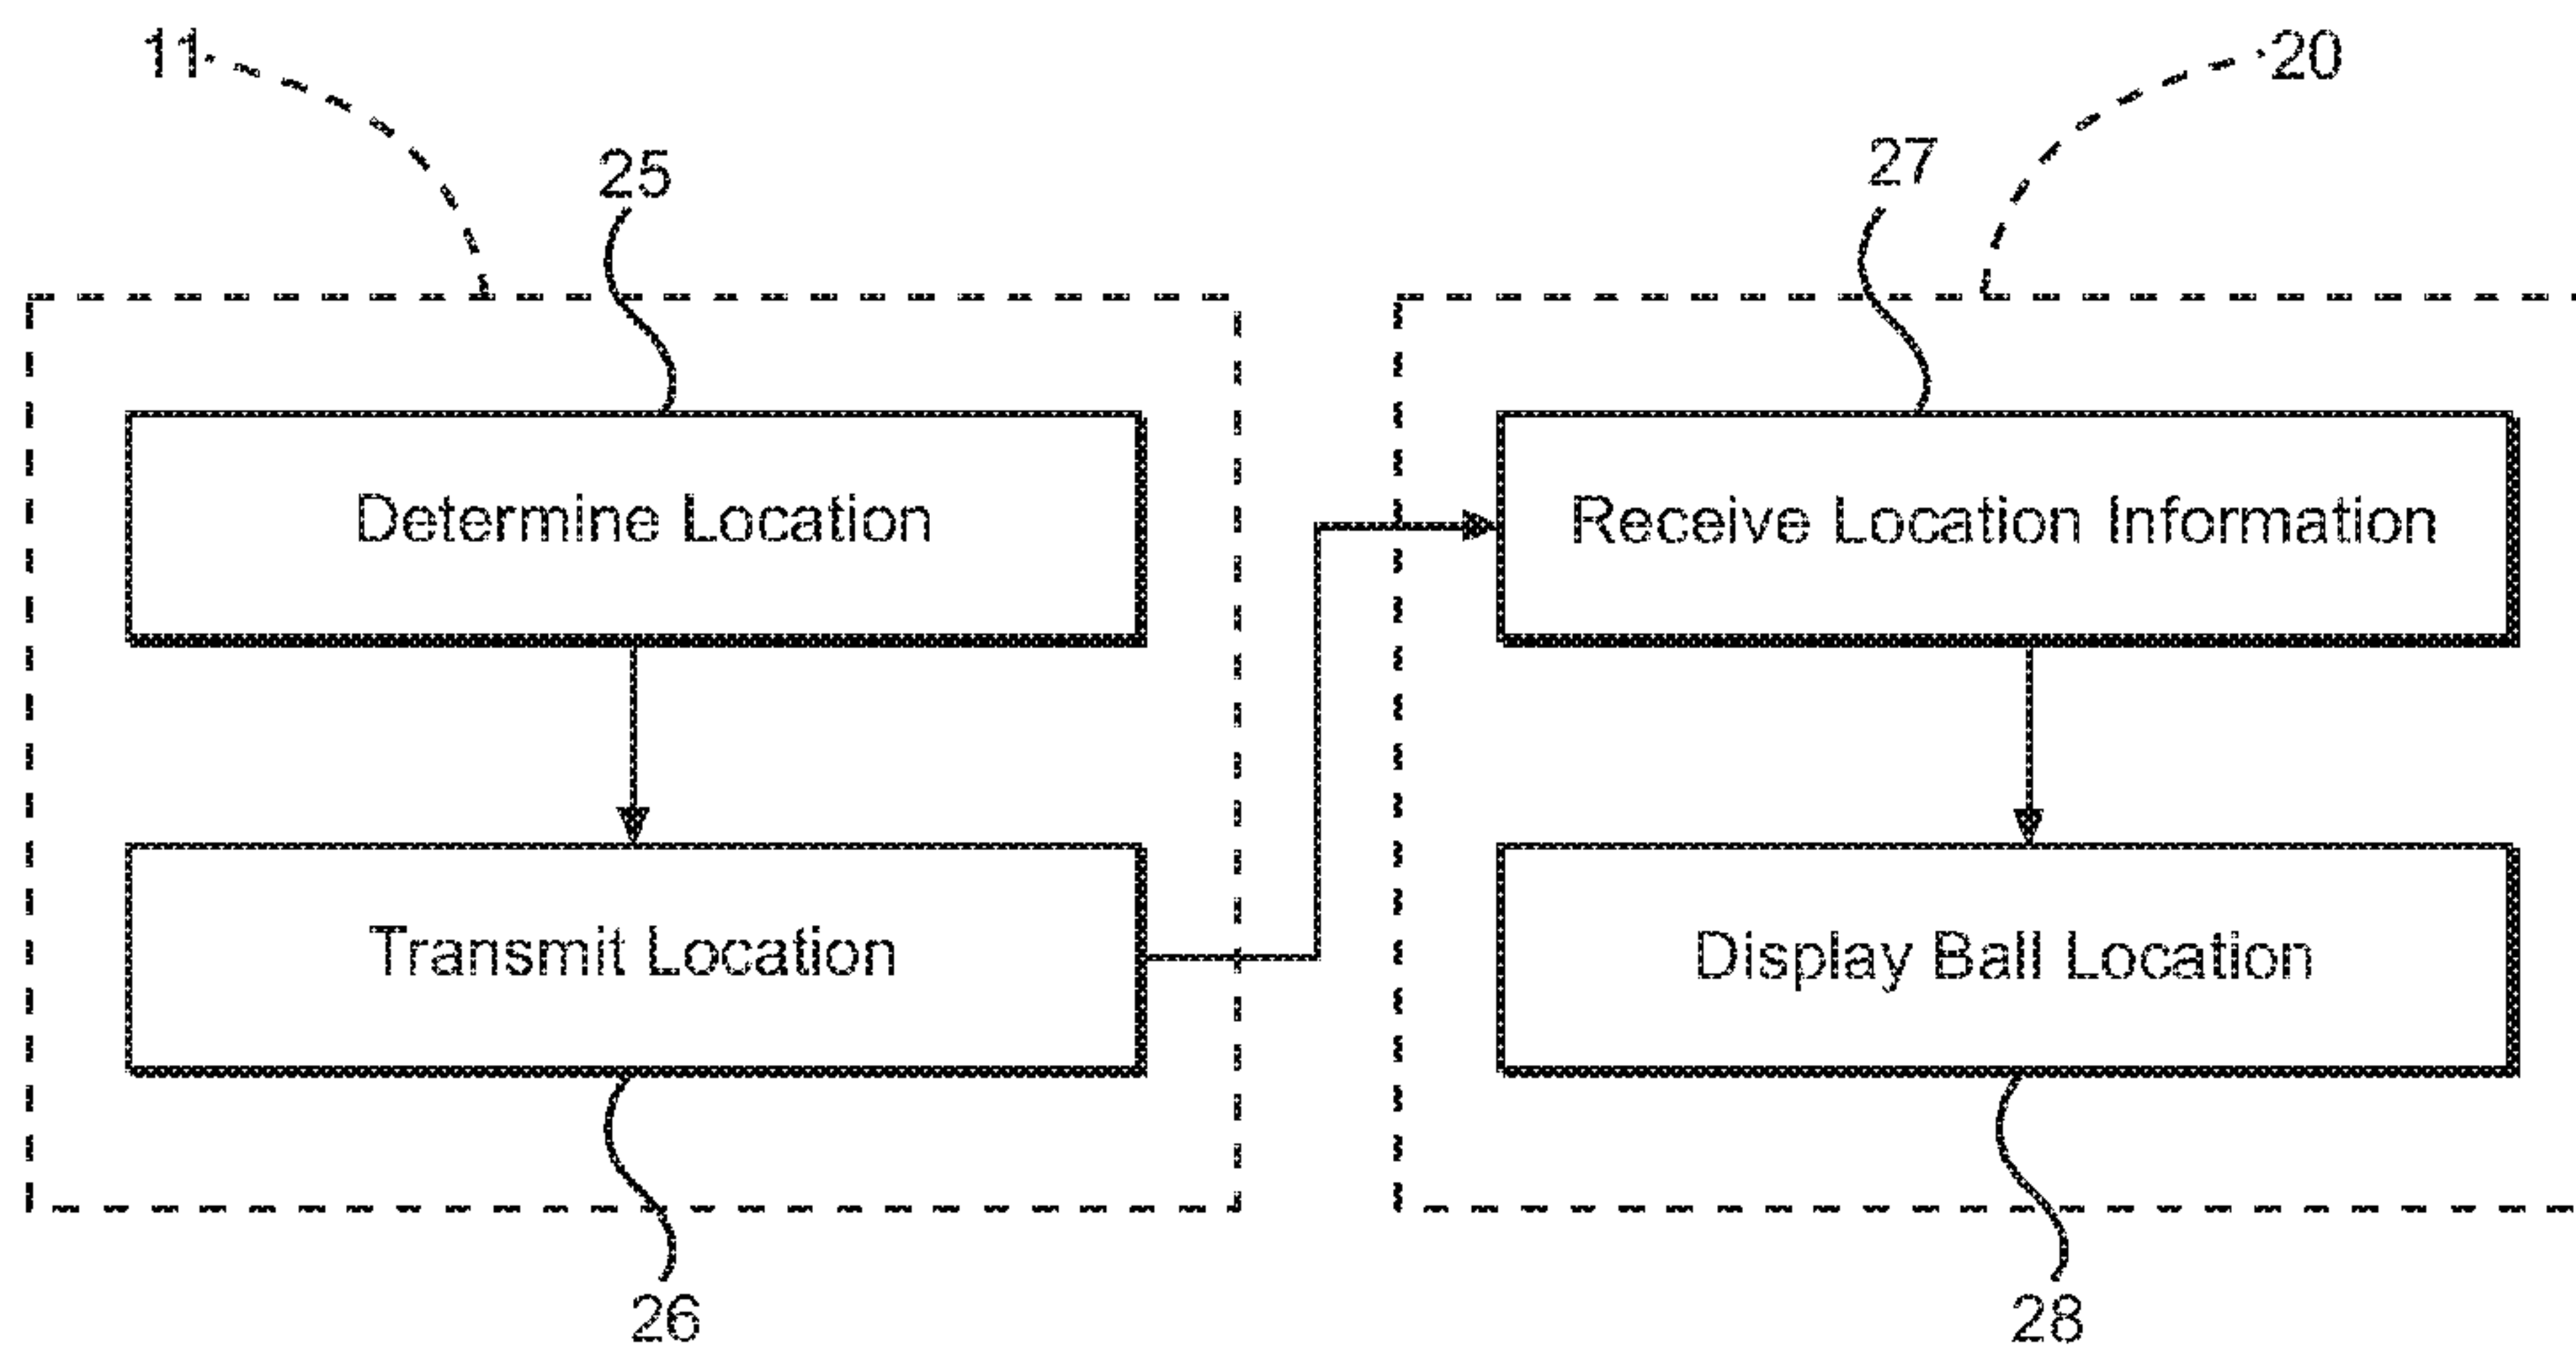 11
20
25
27
Determine Location
Receive Location Information
Transmit Location
Display Ball Location
26
28